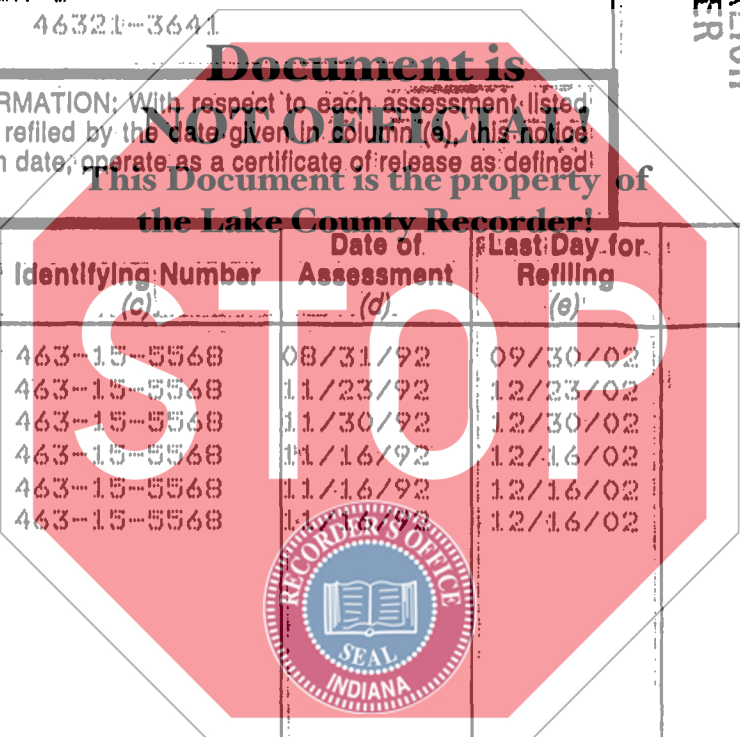 46321-3641
Document is
NOT OFFICIAL!
This Document is the property of
the Lake County Recorder!
RMATION: With respect to each assessment listed
refiled by the date given in column (e), this notice
date, operate as a certificate of release as defined
Identifying Number
(c)
Date of
Assessment
(d)
Last Day for
Refiling
(e)
463-15-5568 08/31/92 09/30/02
463-15-5568 11/23/92 12/23/02
463-15-5568 11/30/92 12/30/02
463-15-5568 11/16/92 12/16/02
463-15-5568 11/16/92 12/16/02
463-15-5568 11/16/92 12/16/02
STOP
RECORDER'S OFFICE
SEAL
INDIANA